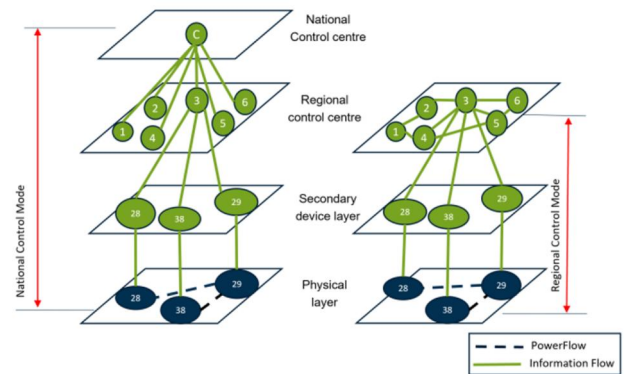 National
Control centre
C
Regional
control centre
1
2
3
4
5
6
1
2
3
4
5
6
Secondary
device layer
28
38
29
28
38
29
Physical
layer
28
38
29
28
38
29
National Control Mode
Regional Control Mode
PowerFlow
Information Flow